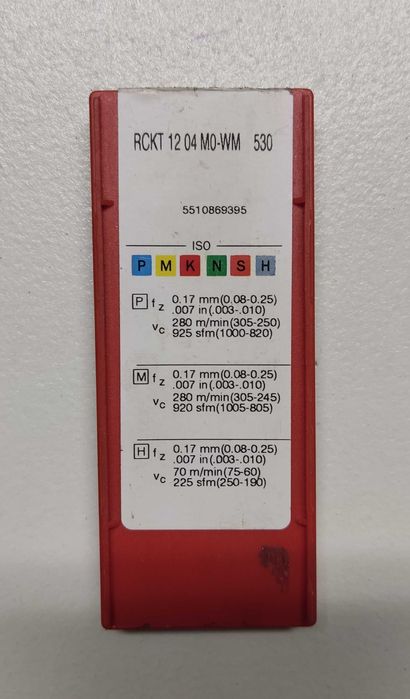 RCKT 12 04 M0-WM 530
5510869395
ISO
P M K N S H
P fz 0.17 mm(0.08-0.25)
.007 in(.003-.010)
vc 280 m/min(305-250)
925 sfm(1000-820)
M fz 0.17 mm(0.08-0.25)
.007 in(.003-.010)
vc 280 m/min(305-245)
920 sfm(1005-805)
H fz 0.17 mm(0.08-0.25)
.007 in(.003-.010)
vc 70 m/min(75-60)
225 sfm(250-190)